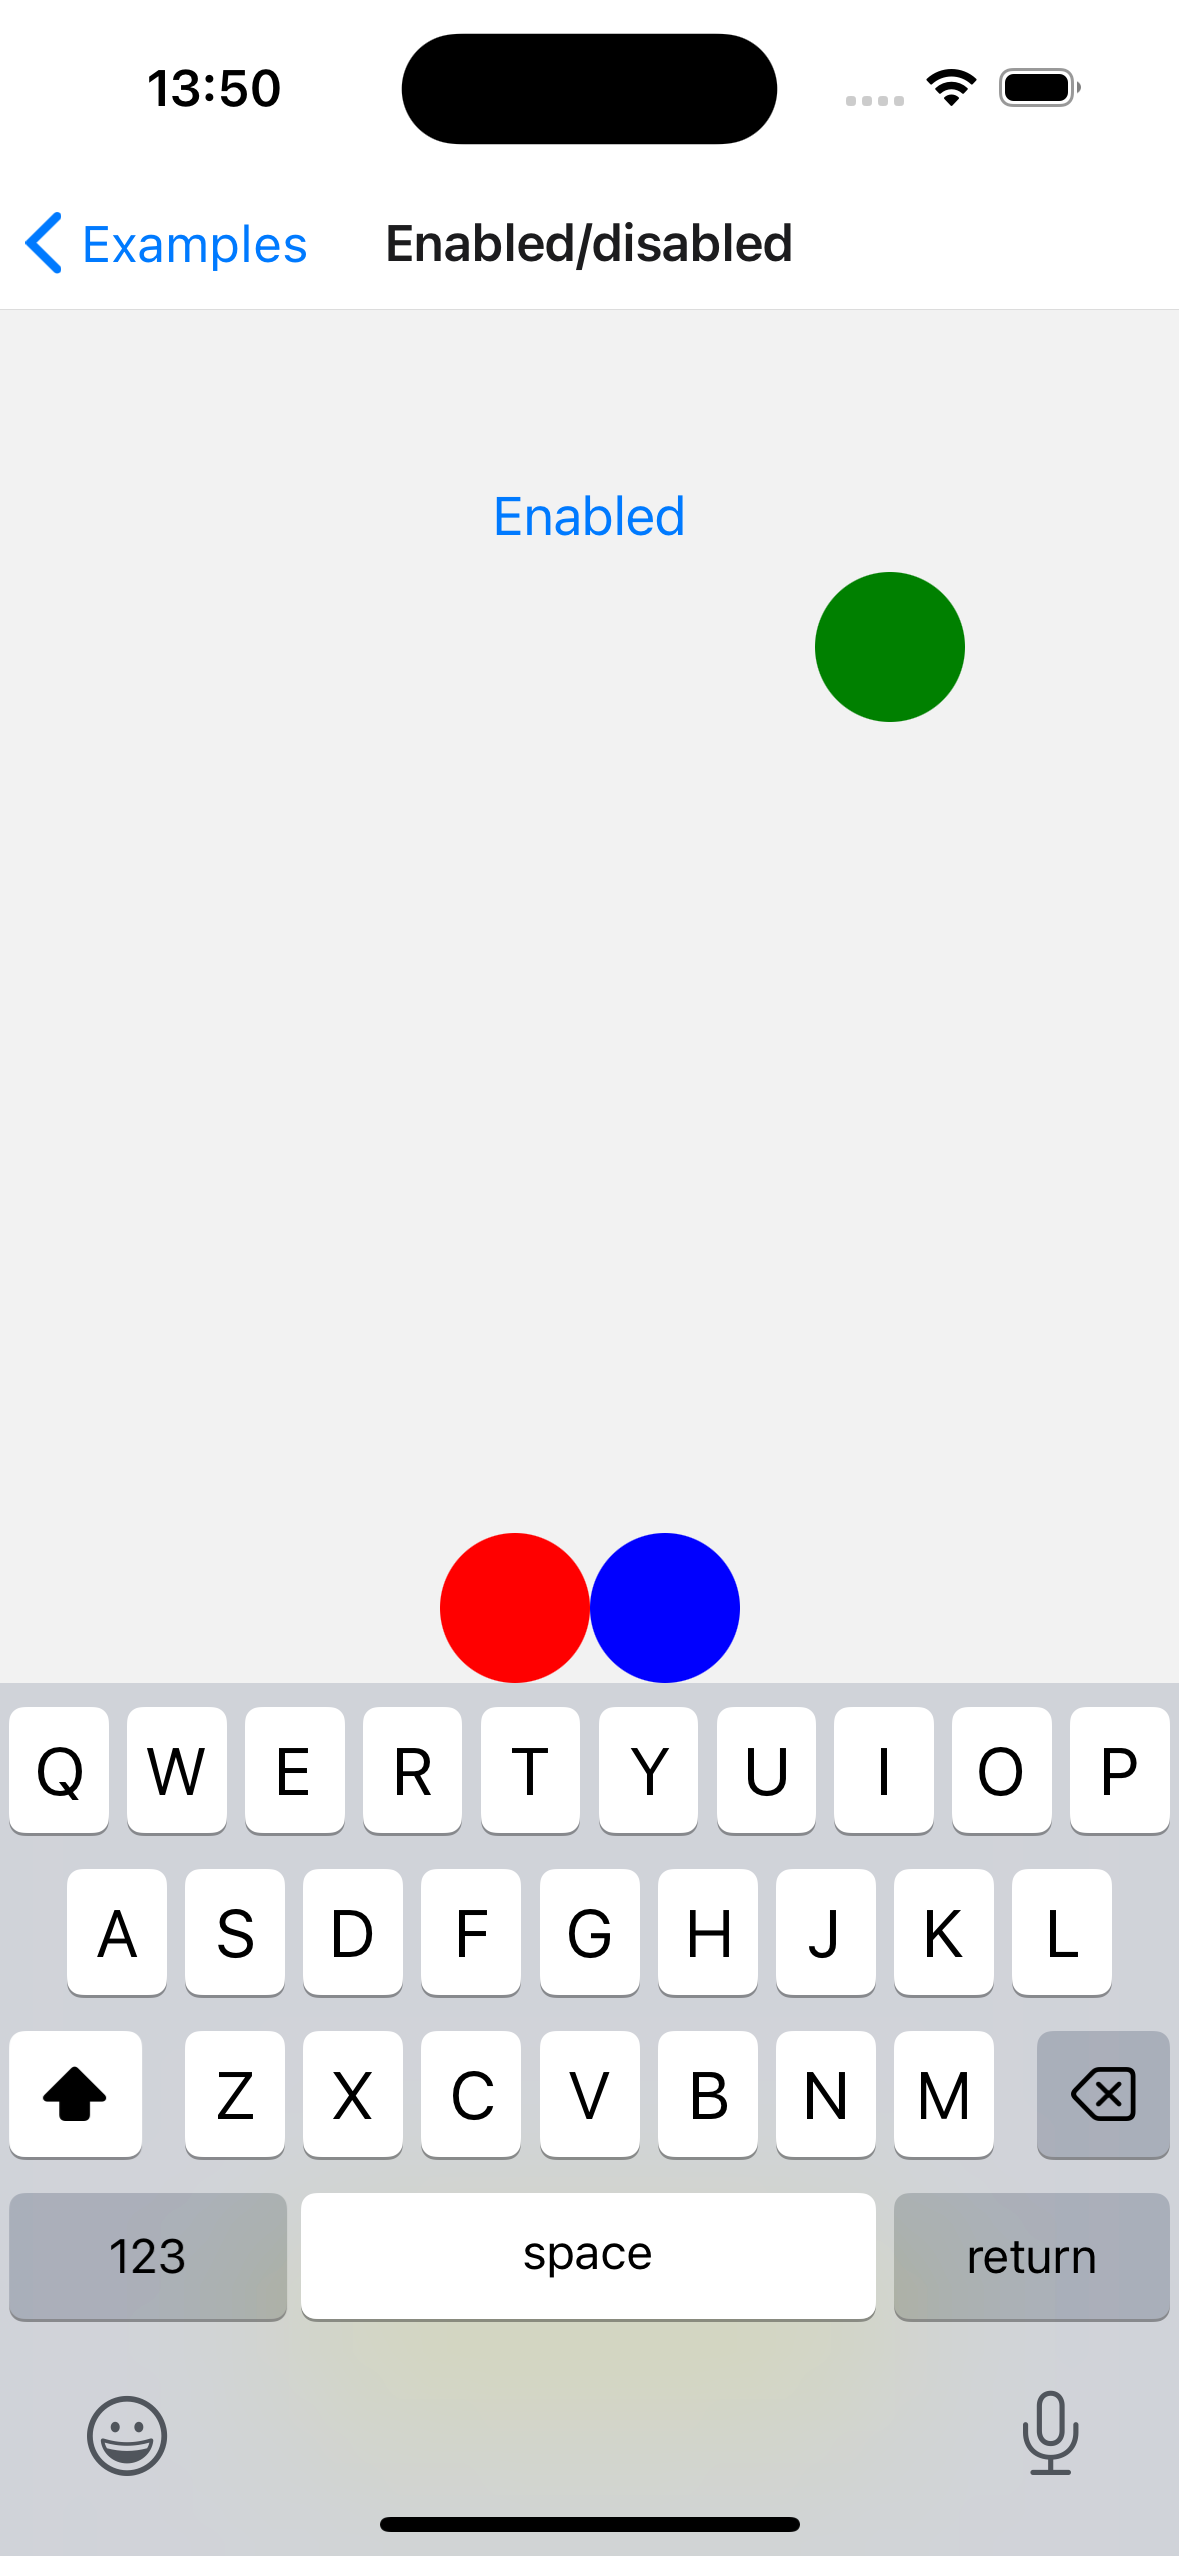 13:50
Examples Enabled/disabled
Enabled
Q W E R T Y U I O P
A S D F G H J K L
Z X C V B N M
123 space return